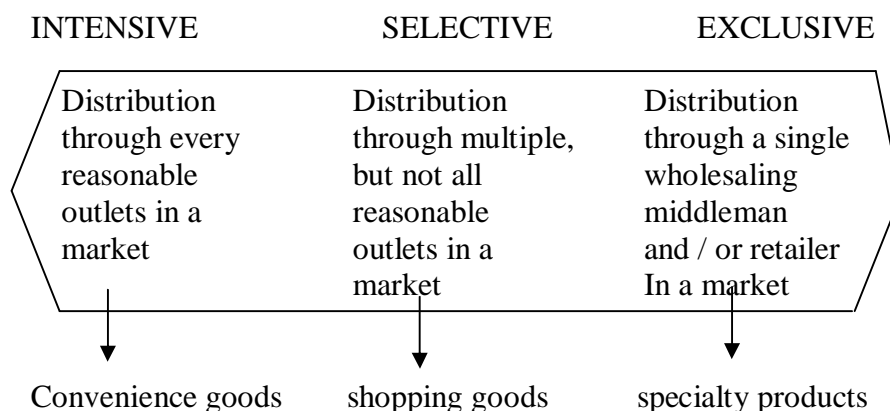 INTENSIVE SELECTIVE EXCLUSIVE
Distribution
through every
reasonable
outlets in a
market
Distribution
through multiple,
but not all
reasonable
outlets in a
market
Distribution
through a single
wholesaling
middleman
and / or retailer
In a market
Convenience goods shopping goods specialty products